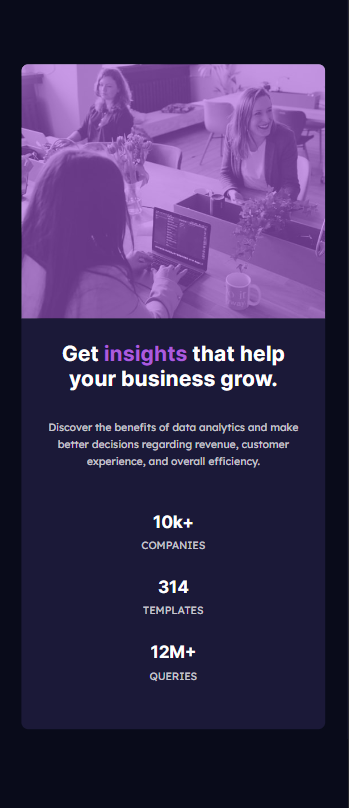 Get insights that help
your business grow.
Discover the benefits of data analytics and make
better decisions regarding revenue, customer
experience, and overall efficiency.
10k+
COMPANIES
314
TEMPLATES
12M+
QUERIES